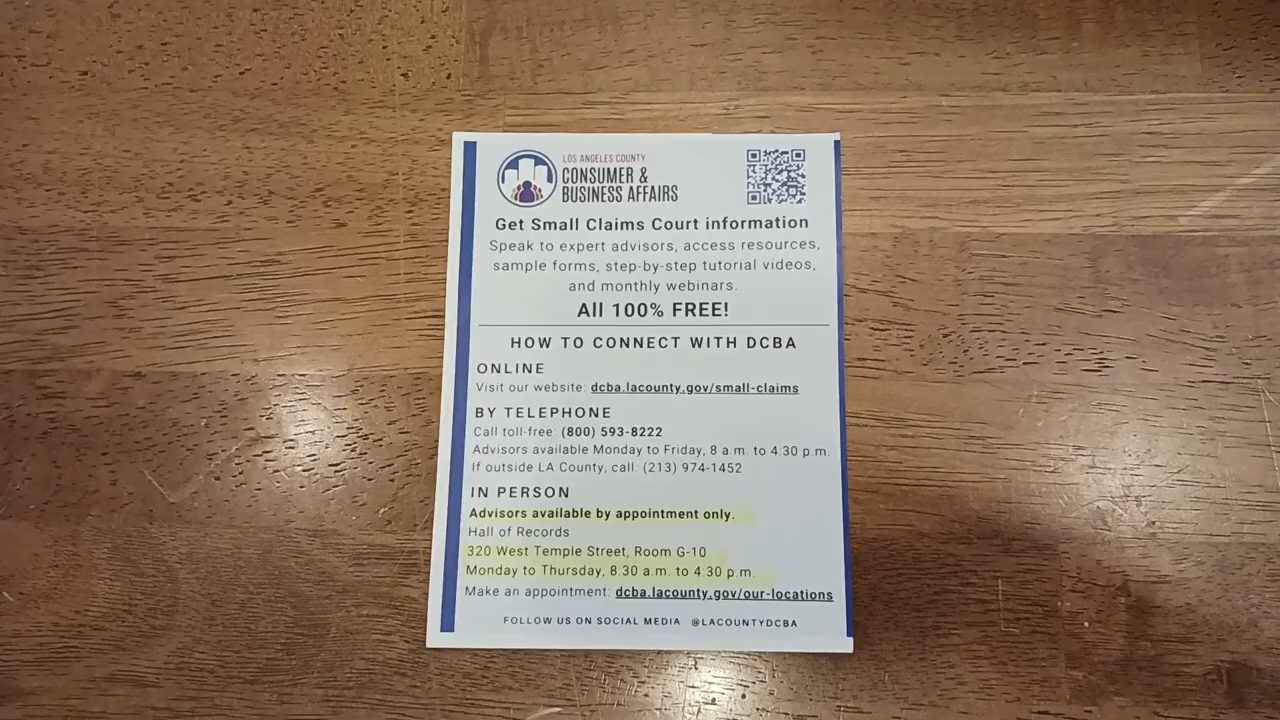 LOS ANGELES COUNTY
CONSUMER &
BUSINESS AFFAIRS
Get Small Claims Court information
Speak to expert advisors, access resources,
sample forms, step-by-step tutorial videos,
and monthly webinars.
All 100% FREE!
HOW TO CONNECT WITH DCBA
ONLINE
Visit our website: dcba.lacounty.gov/small-claims
BY TELEPHONE
Call toll-free: (800) 593-8222
Advisors available Monday to Friday, 8 a.m. to 4:30 p.m.
If outside LA County, call: (213) 974-1452
IN PERSON
Advisors available by appointment only.
Hall of Records
320 West Temple Street, Room G-10
Monday to Thursday, 8:30 a.m. to 4:30 p.m.
Make an appointment: dcba.lacounty.gov/our-locations
FOLLOW US ON SOCIAL MEDIA @LACOUNTYDCBA